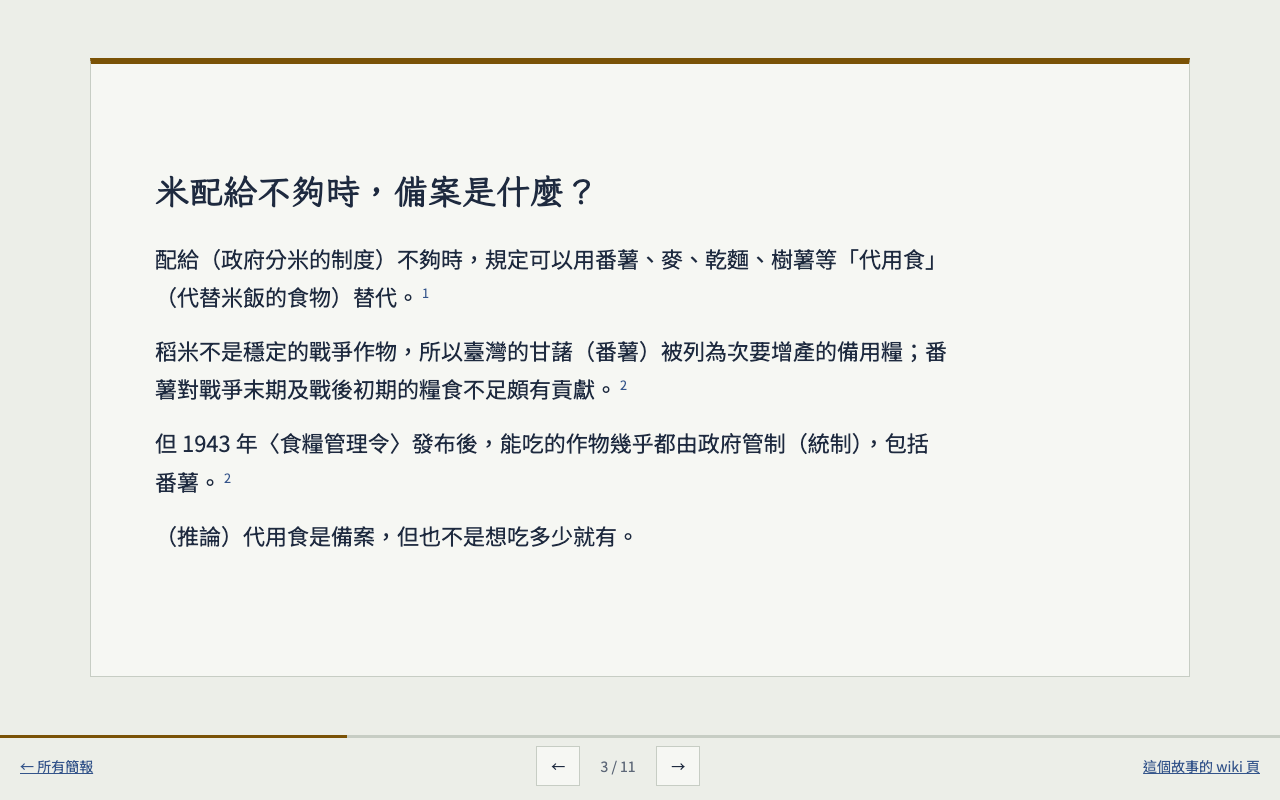 米配給不夠時，備案是什麼？
配給（政府分米的制度）不夠時，規定可以用番薯、麥、乾麵、樹薯等「代用食」
（代替米飯的食物）替代。1
稻米不是穩定的戰爭作物，所以臺灣的甘藷（番薯）被列為次要增產的備用糧；番
薯對戰爭末期及戰後初期的糧食不足頗有貢獻。2
但 1943 年〈食糧管理令〉發布後，能吃的作物幾乎都由政府管制（統制），包括
番薯。2
（推論）代用食是備案，但也不是想吃多少就有。
← 所有簡報
← 3 / 11 →
這個故事的 wiki 頁